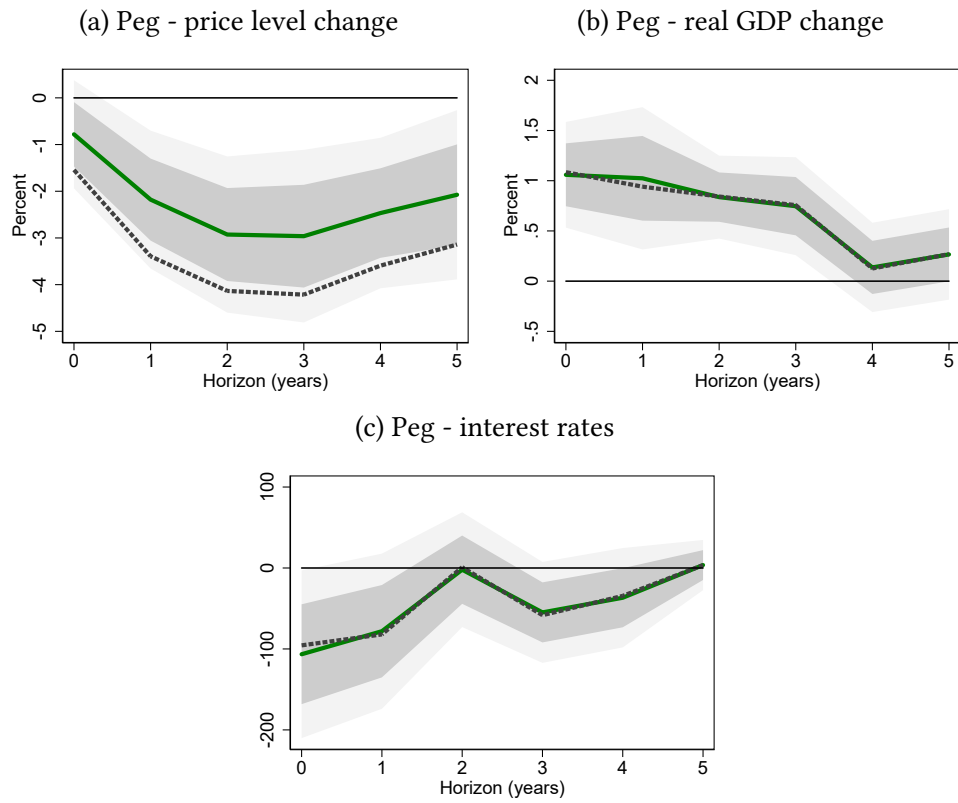 (a) Peg - price level change
0
-1
-2
-3
-4
-5
Percent
0 1 2 3 4 5
Horizon (years)
(b) Peg - real GDP change
2
1.5
1
.5
0
-.5
Percent
0 1 2 3 4 5
Horizon (years)
(c) Peg - interest rates
100
0
-100
-200
0 1 2 3 4 5
Horizon (years)